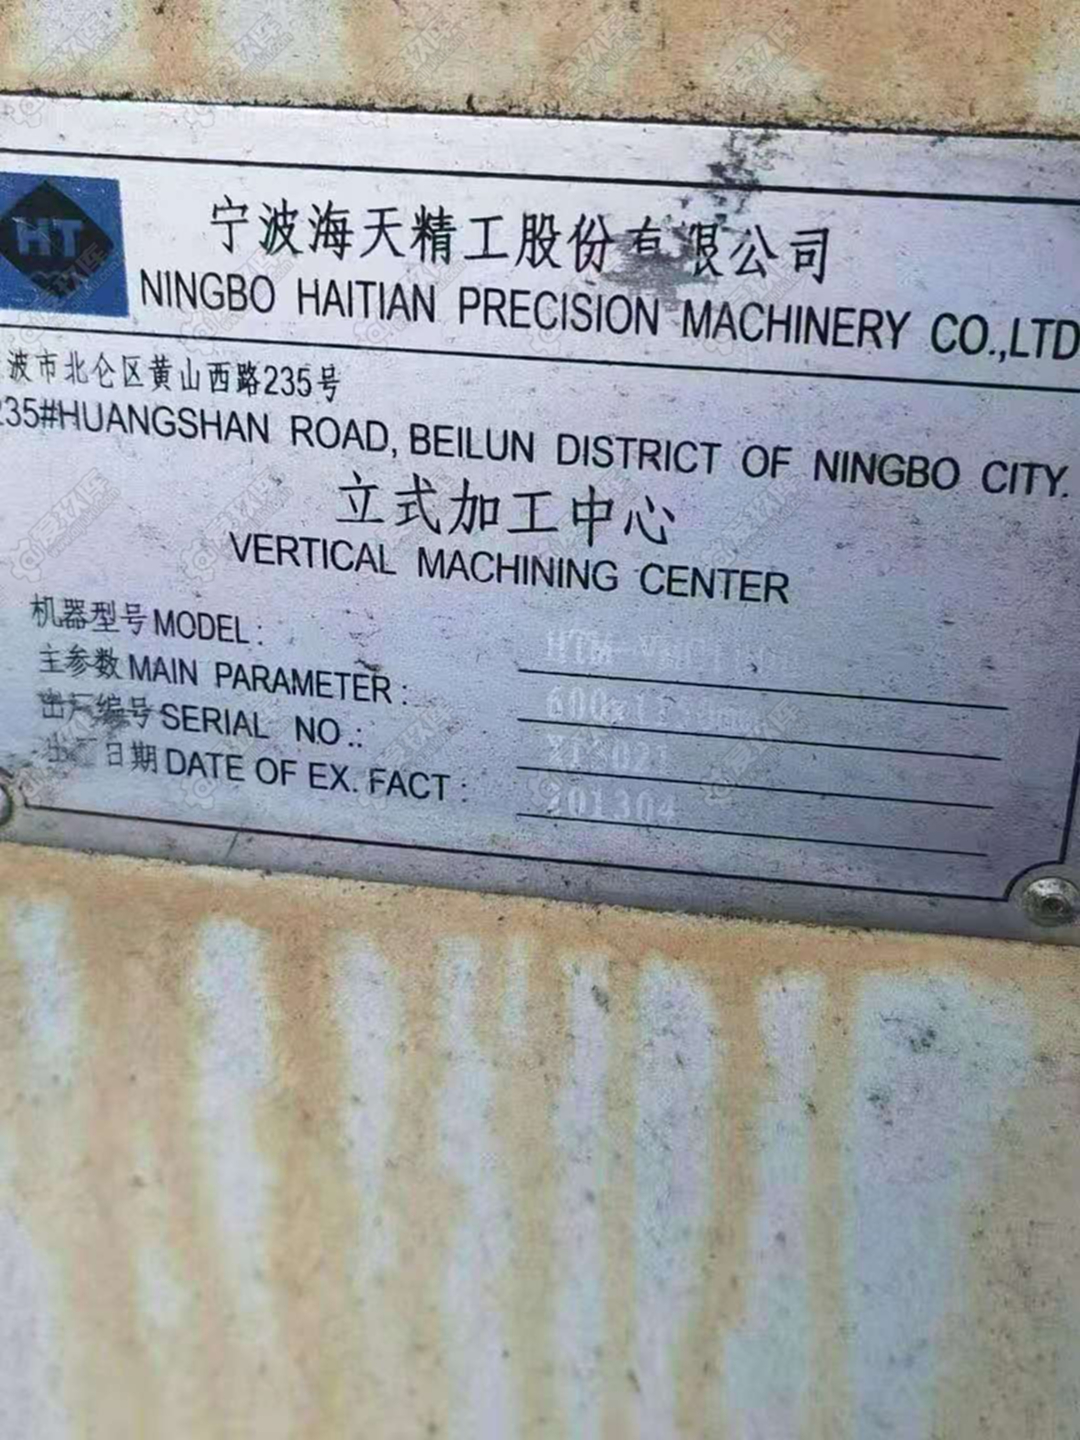 宁波海天精工股份有限公司
HT
NINGBO HAITIAN PRECISION MACHINERY CO.,LTD
波市北仑区黄山西路235号
235#HUANGSHAN ROAD, BEILUN DISTRICT OF NINGBO CITY.
立式加工中心
VERTICAL MACHINING CENTER
机器型号MODEL:
主参数MAIN PARAMETER:
出厂编号SERIAL NO.:
出厂日期DATE OF EX. FACT: 201304